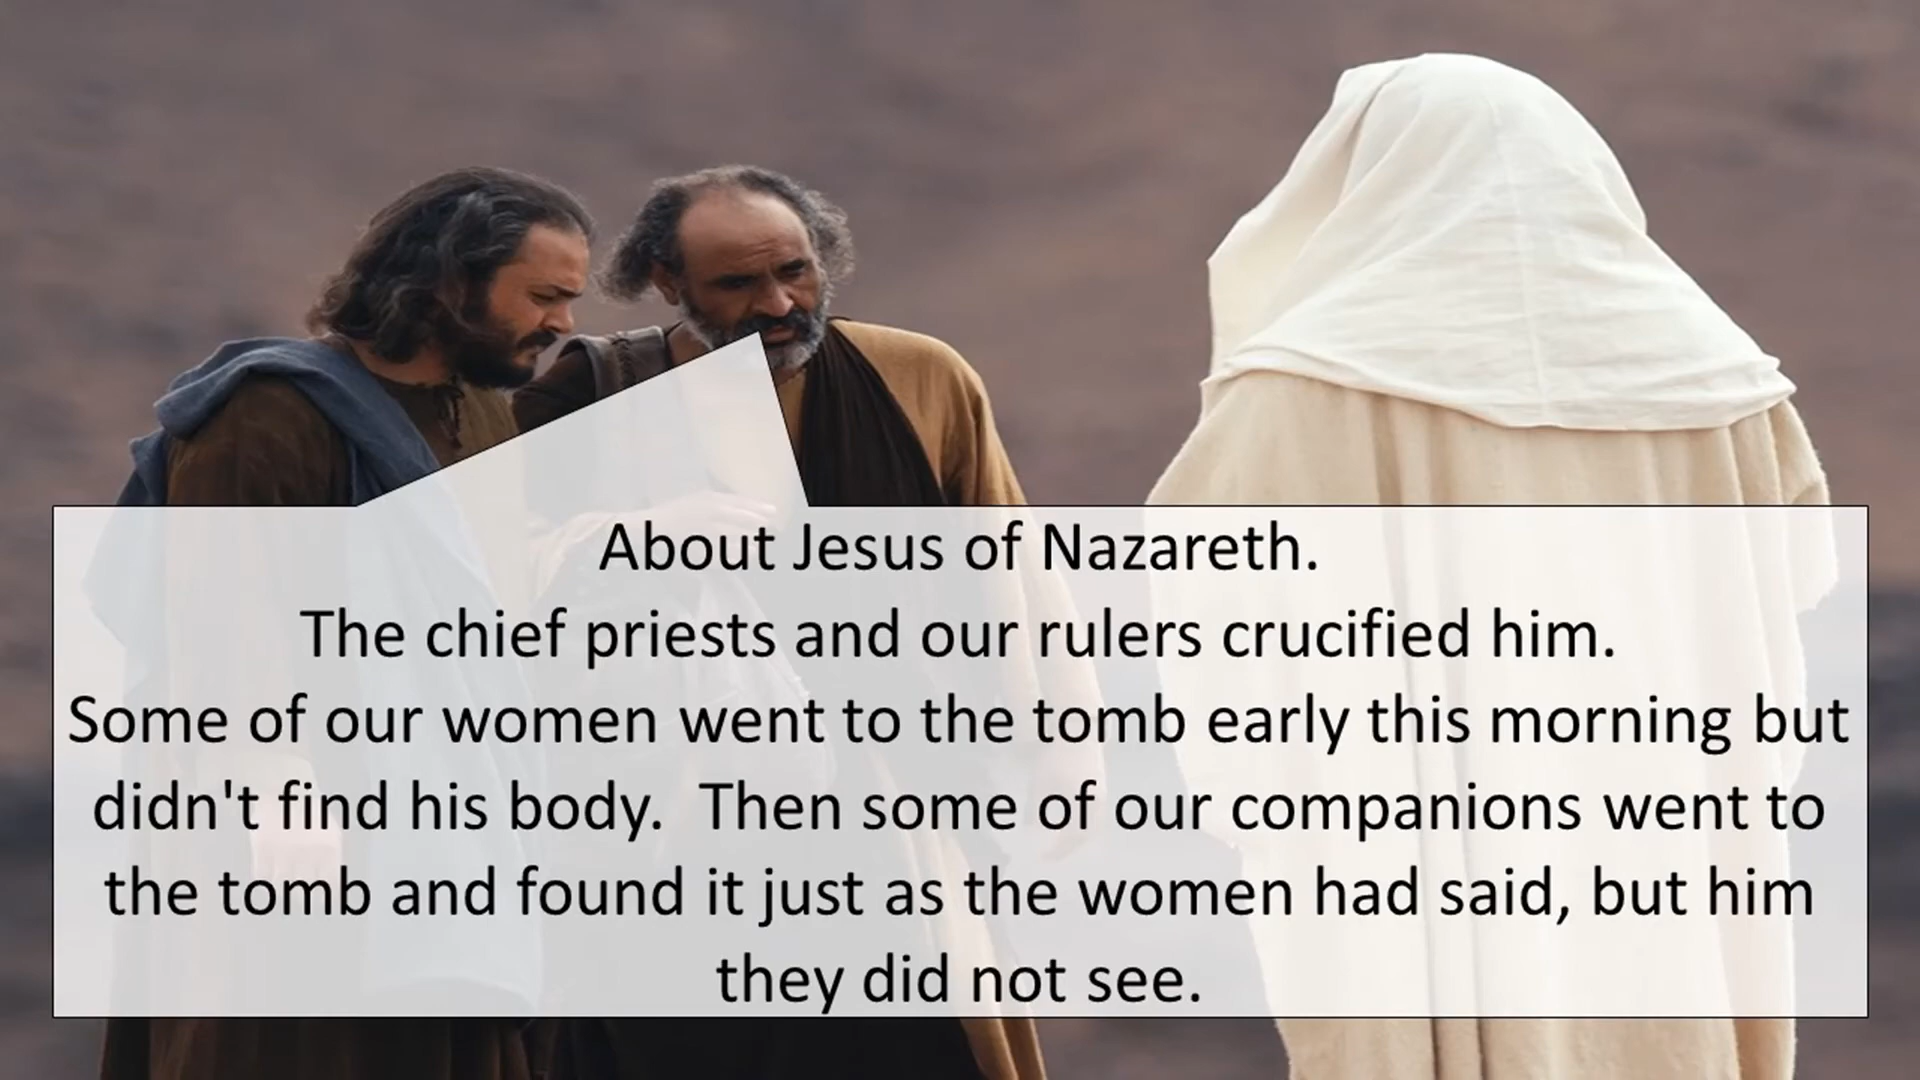 About Jesus of Nazareth.
The chief priests and our rulers crucified him.
Some of our women went to the tomb early this morning but
didn't find his body.  Then some of our companions went to
the tomb and found it just as the women had said, but him
they did not see.